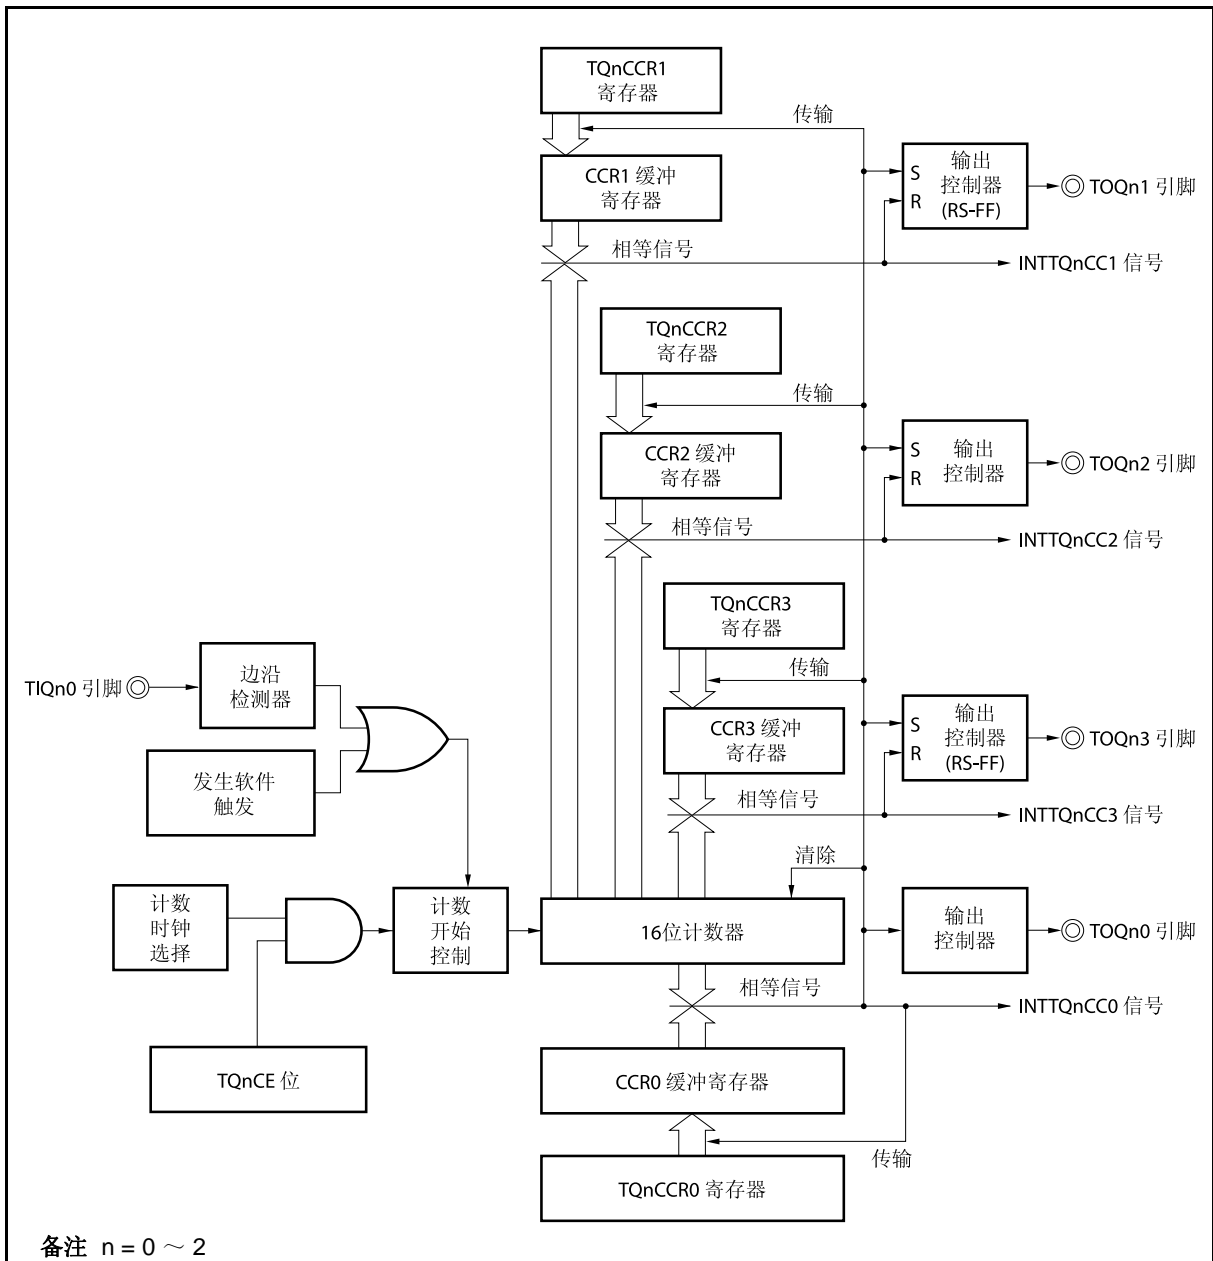 TQnCCR1
寄存器
传输
CCR1 缓冲
寄存器
输出
控制器
(RS-FF)
S
R
TOQn1 引脚
相等信号
INTTQnCC1 信号
TQnCCR2
寄存器
传输
CCR2 缓冲
寄存器
S
R
输出
控制器
TOQn2 引脚
相等信号
INTTQnCC2 信号
TQnCCR3
寄存器
传输
TIQn0 引脚
边沿
检测器
CCR3 缓冲
寄存器
S
R
输出
控制器
(RS-FF)
TOQn3 引脚
发生软件
触发
相等信号
INTTQnCC3 信号
清除
计数
时钟
选择
计数
开始
控制
16位计数器
输出
控制器
TOQn0 引脚
相等信号
INTTQnCC0 信号
TQnCE 位
CCR0 缓冲寄存器
传输
TQnCCR0 寄存器
备注 n = 0 ～ 2